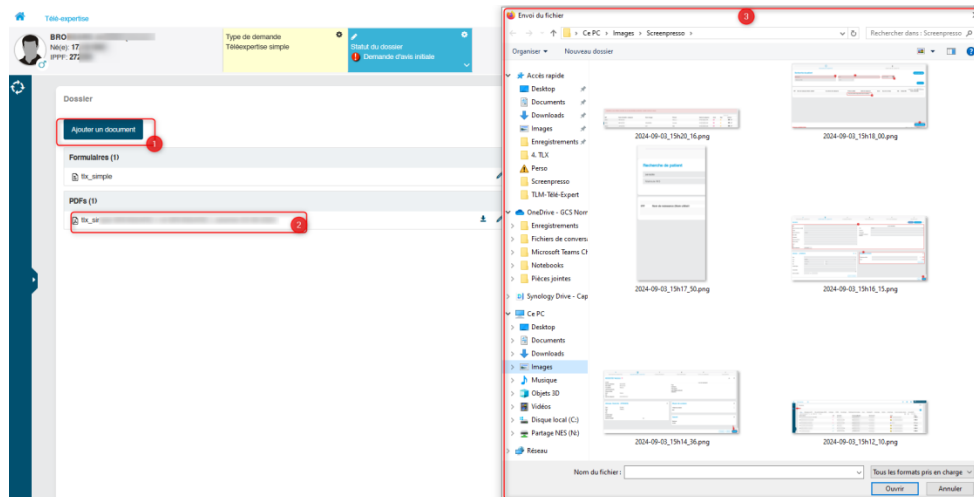 Télé-expertise
BRO
Né(e): 17
IPPF: 272
Type de demande
Téléexpertise simple
Statut du dossier
Demande d'avis initiale
Dossier
Ajouter un document
1
Formulaires (1)
tlx_simple
PDFs (1)
tlx_sir
2
Envoi du fichier
3
Ce PC > Images > Screenpresso >
Rechercher dans : Screenpresso
Organiser
Nouveau dossier
Accès rapide
Desktop
Documents
Downloads
Images
Enregistrements
4. TLX
Perso
Screenpresso
TLM-Télé-Expert
OneDrive - GCS Norm
Enregistrements
Fichiers de convers
Microsoft Teams Ch
Notebooks
Pièces jointes
Synology Drive - Cap
Ce PC
Desktop
Documents
Downloads
Images
Musique
Objets 3D
Vidéos
Disque local (C:)
Partage NES (N:)
Réseau
2024-09-03_15h20_16.png
2024-09-03_15h18_00.png
Recherche de patient
2024-09-03_15h17_50.png
2024-09-03_15h16_15.png
2024-09-03_15h14_36.png
2024-09-03_15h12_10.png
Nom du fichier :
Tous les formats pris en charge
Ouvrir
Annuler